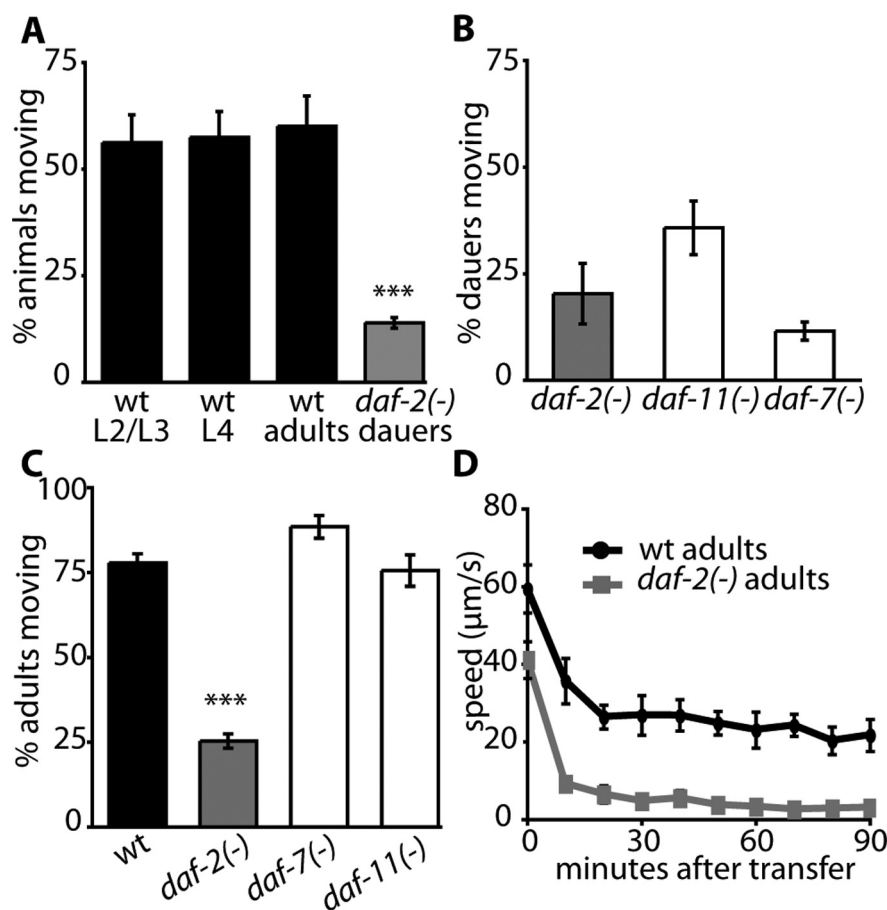 A
75
50
25
0
% animals moving
***
wt
L2/L3
wt
L4
wt
adults
daf-2(-)
dauers
B
75
50
25
0
% dauers moving
daf-2(-)
daf-11(-)
daf-7(-)
C
100
75
50
25
0
% adults moving
***
wt
daf-2(-)
daf-7(-)
daf-11(-)
D
80
60
40
20
0
speed (μm/s)
wt adults
daf-2(-) adults
0
30
60
90
minutes after transfer